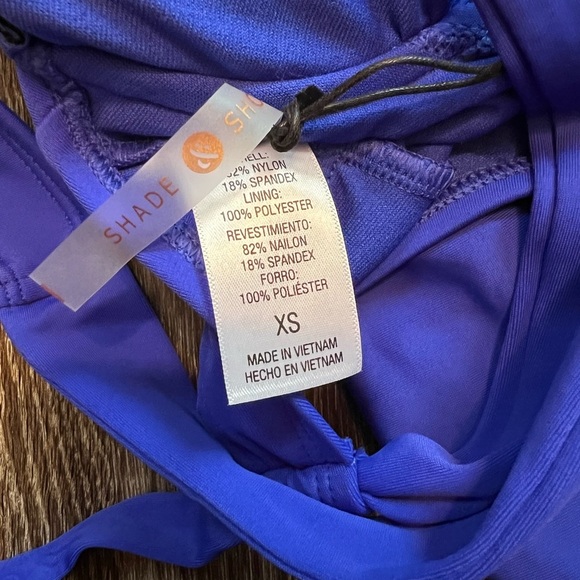 SHADE
SHELL:
82% NYLON
18% SPANDEX
LINING:
100% POLYESTER
REVESTIMIENTO:
82% NAILON
18% SPANDEX
FORRO:
100% POLIÉSTER
XS
MADE IN VIETNAM
HECHO EN VIETNAM